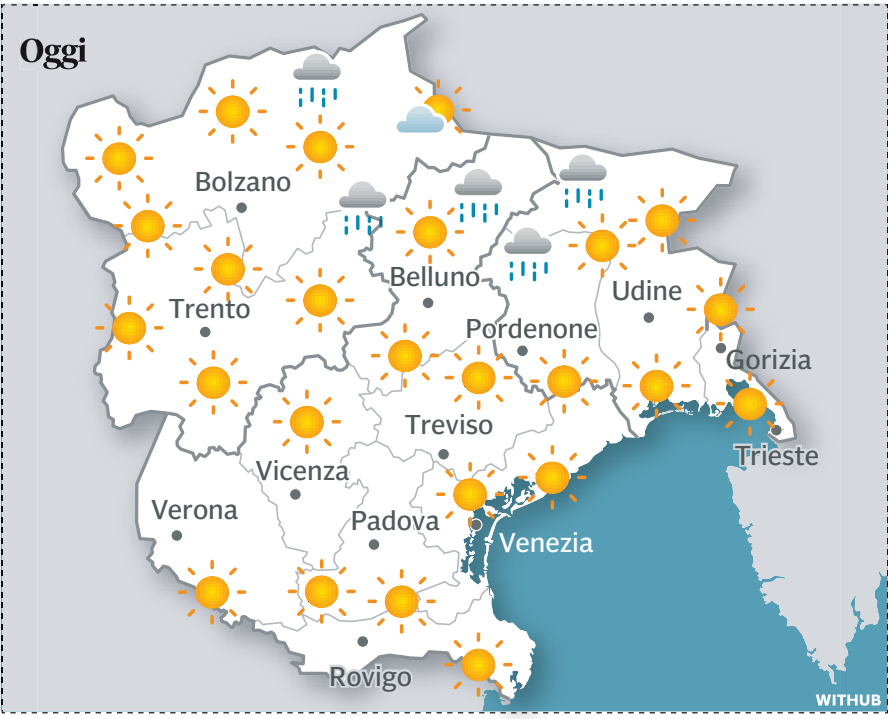 Oggi
Bolzano
Belluno
Udine
Trento
Pordenone
Gorizia
Treviso
Trieste
Vicenza
Verona
Padova
Venezia
Rovigo
WITHUB